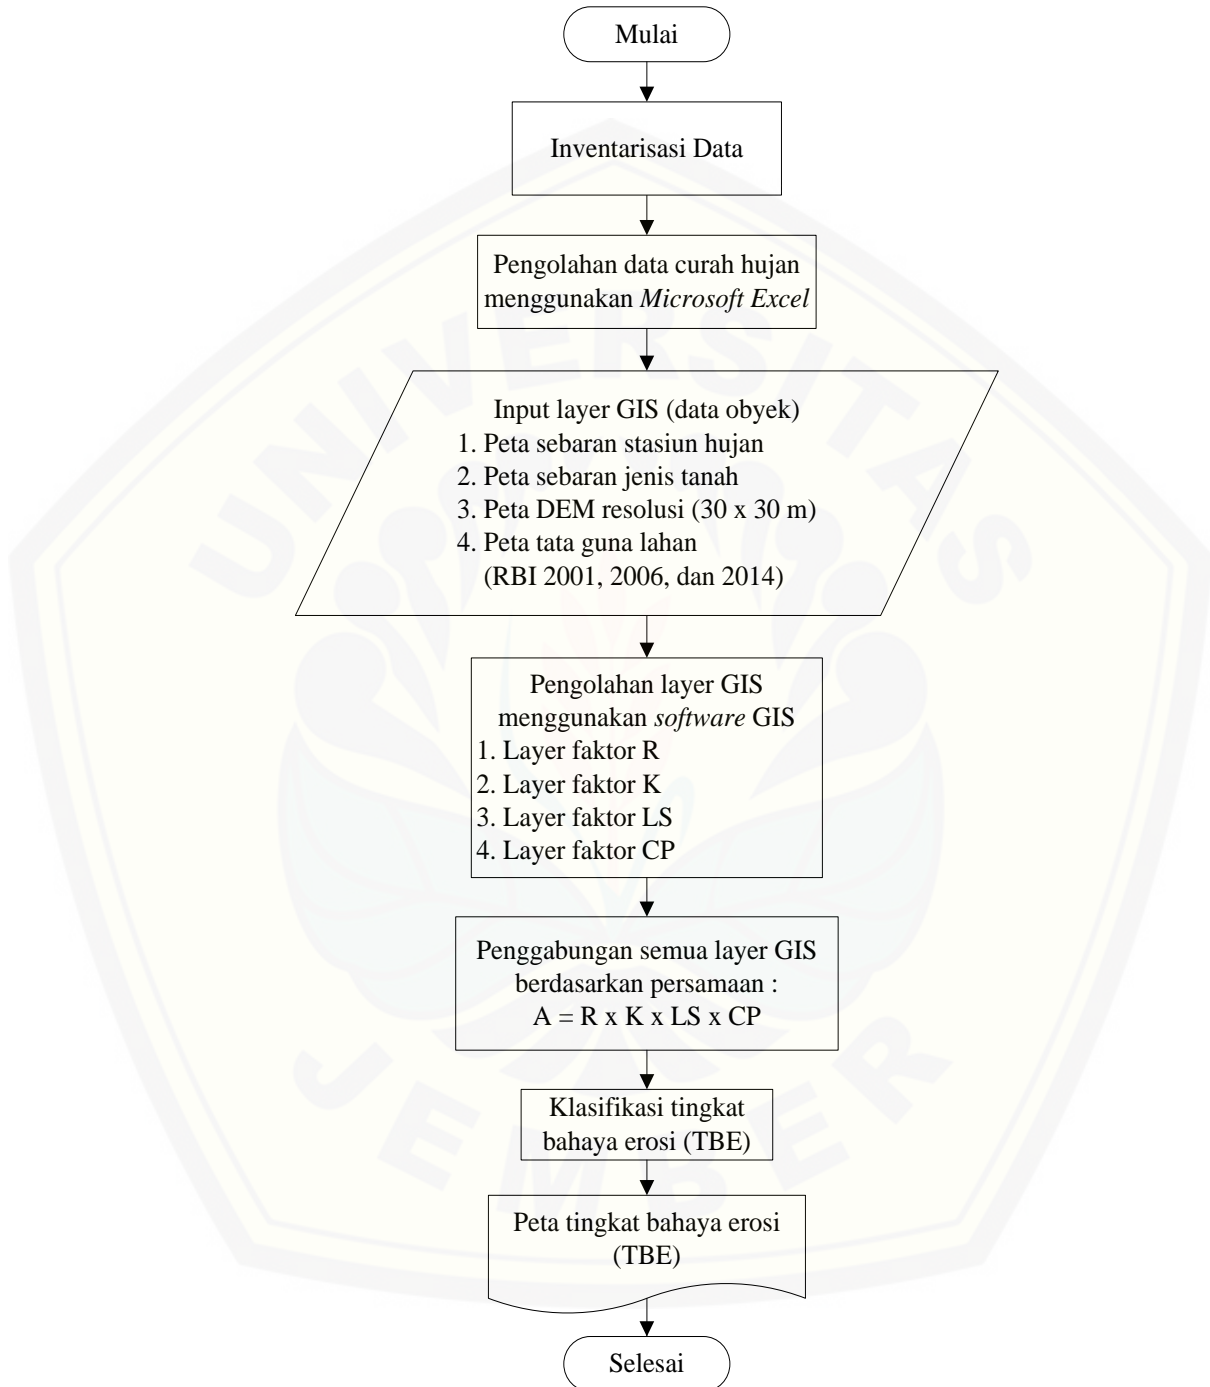 Mulai
Inventarisasi Data
Pengolahan data curah hujan
menggunakan Microsoft Excel
Input layer GIS (data obyek)
1. Peta sebaran stasiun hujan
2. Peta sebaran jenis tanah
3. Peta DEM resolusi (30 x 30 m)
4. Peta tata guna lahan
(RBI 2001, 2006, dan 2014)
Pengolahan layer GIS
menggunakan software GIS
1. Layer faktor R
2. Layer faktor K
3. Layer faktor LS
4. Layer faktor CP
Penggabungan semua layer GIS
berdasarkan persamaan :
A = R x K x LS x CP
Klasifikasi tingkat
bahaya erosi (TBE)
Peta tingkat bahaya erosi
(TBE)
Selesai
UNIVERSITAS
JEMBER